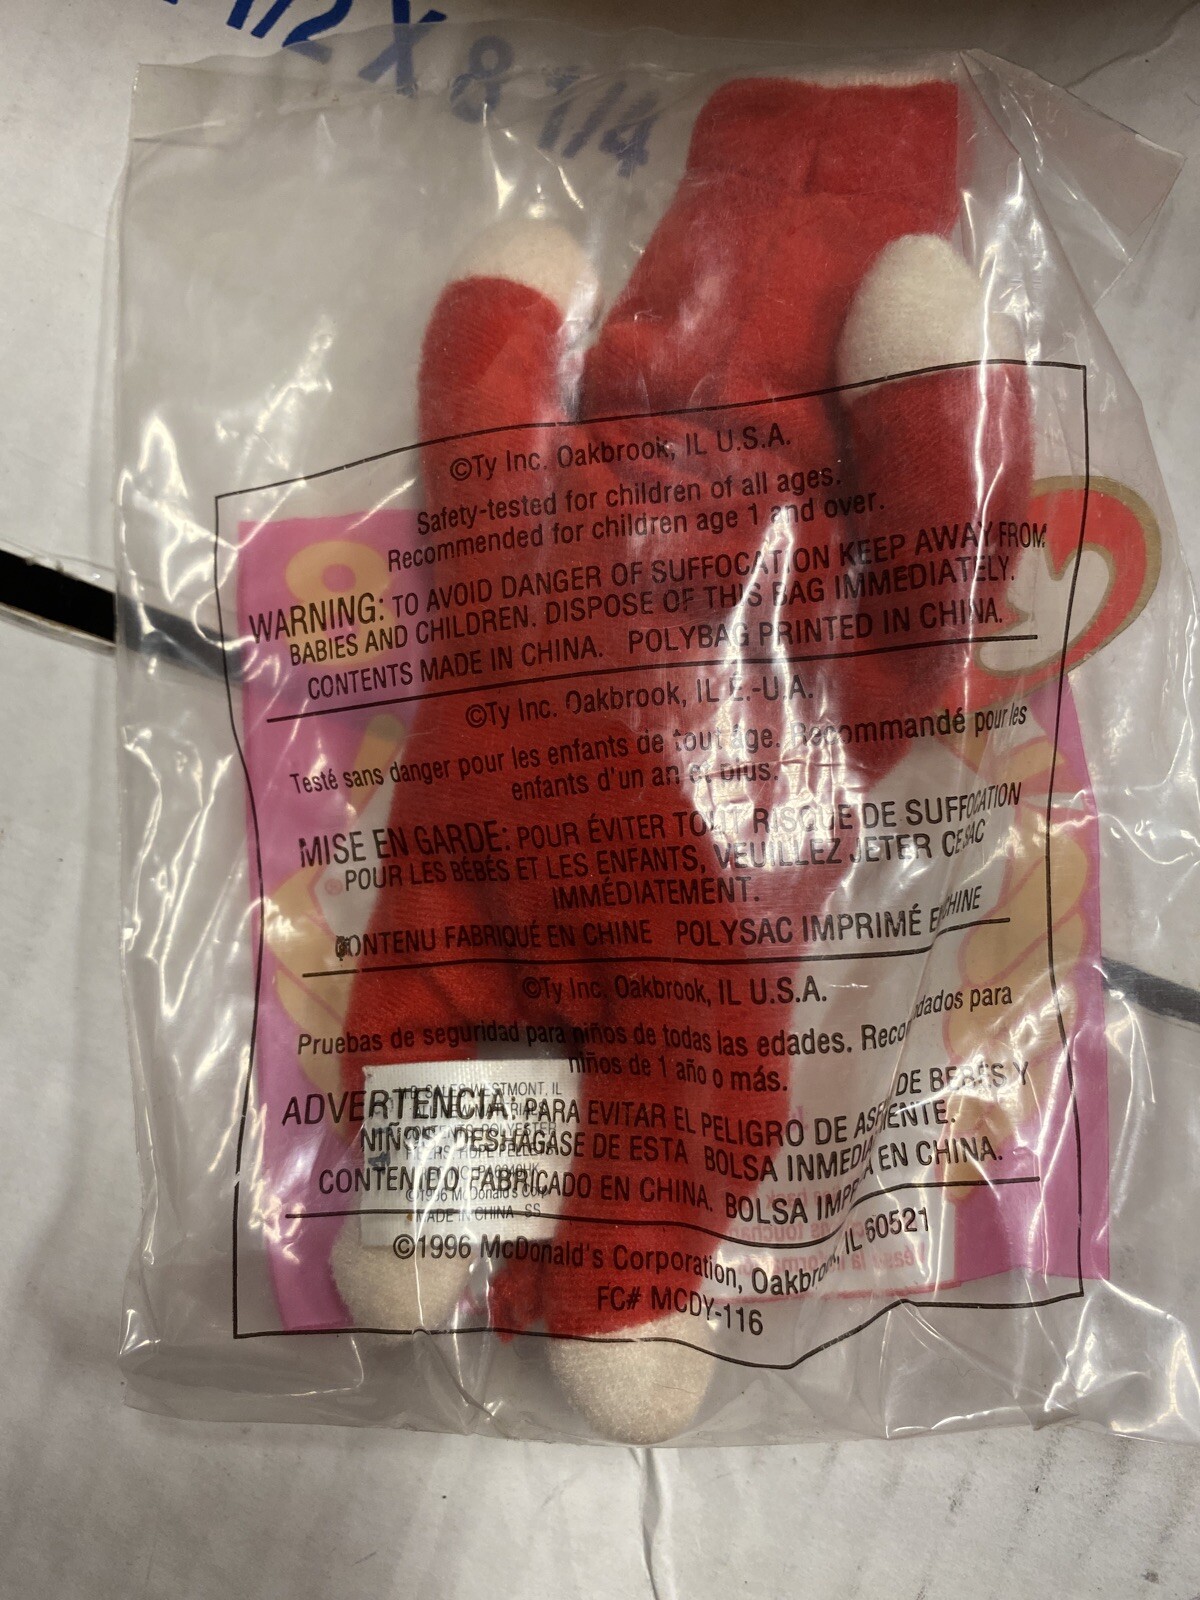 1/2 X 8 1/4
©Ty Inc. Oakbrook, IL U.S.A.
Safety-tested for children of all ages.
Recommended for children age 1 and over.
WARNING: TO AVOID DANGER OF SUFFOCATION KEEP AWAY FROM
BABIES AND CHILDREN. DISPOSE OF THIS BAG IMMEDIATELY.
CONTENTS MADE IN CHINA. POLYBAG PRINTED IN CHINA.
©Ty Inc. Oakbrook, IL É.-U.A.
Testé sans danger pour les enfants de tout âge. Recommandé pour les
enfants d'un an et plus.
MISE EN GARDE: POUR ÉVITER TOUT RISQUE DE SUFFOCATION
POUR LES BÉBÉS ET LES ENFANTS, VEUILLEZ JETER CE SAC
IMMÉDIATEMENT.
CONTENU FABRIQUÉ EN CHINE POLYSAC IMPRIMÉ EN CHINE
©Ty Inc. Oakbrook, IL U.S.A.
Pruebas de seguridad para niños de todas las edades. Reco dados para
niños de 1 año o más.
ADVERTENCIA: PARA EVITAR EL PELIGRO DE DE BEBÉS Y
NIÑOS, DESHÁGASE DE ESTA BOLSA
CONTENIDO FABRICADO EN CHINA. BOLSA EN CHINA.
©1996 McDonald's Corporation, Oakbrook, IL 60521
FC# MCDY-116
WESTMONT, IL
POLYESTER
©1996 McDonald's Corp.
MADE IN CHINA SS
8